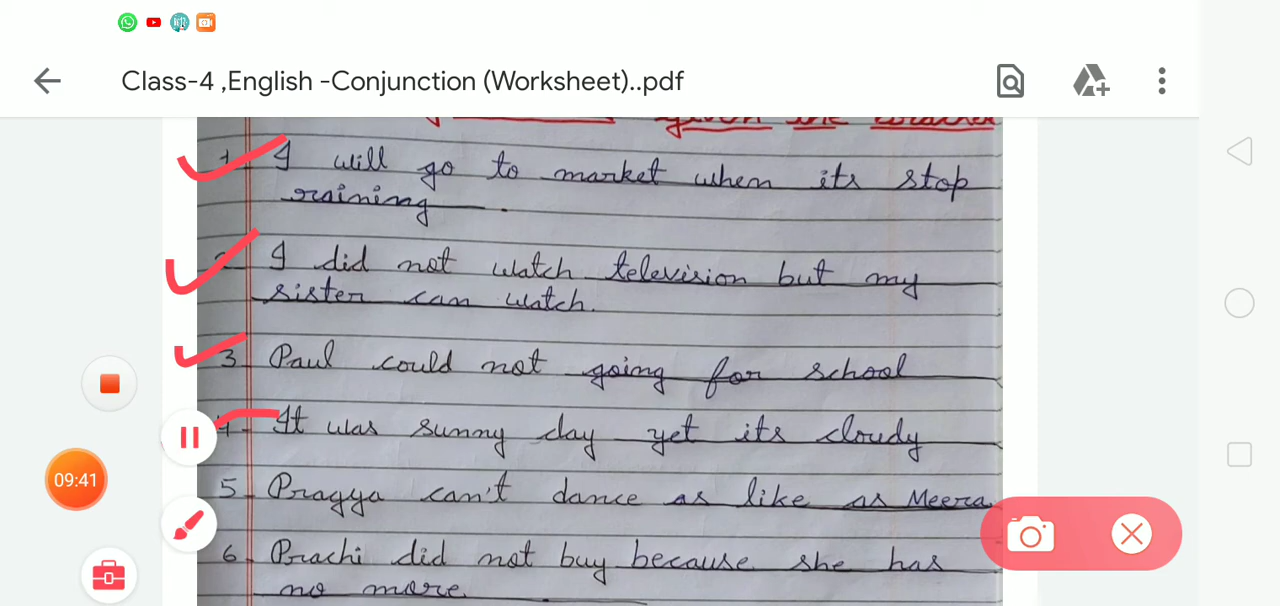 Class-4 ,English -Conjunction (Worksheet)..pdf
given the
1. I will go to market when its stop
raining.
2. I did not watch television but my
sister can watch.
3. Paul could not going for school
4. It was sunny day yet its cloudy
5. Pragya can't dance as like as Meera.
6. Prachi did not buy because she has
no more.
09:41